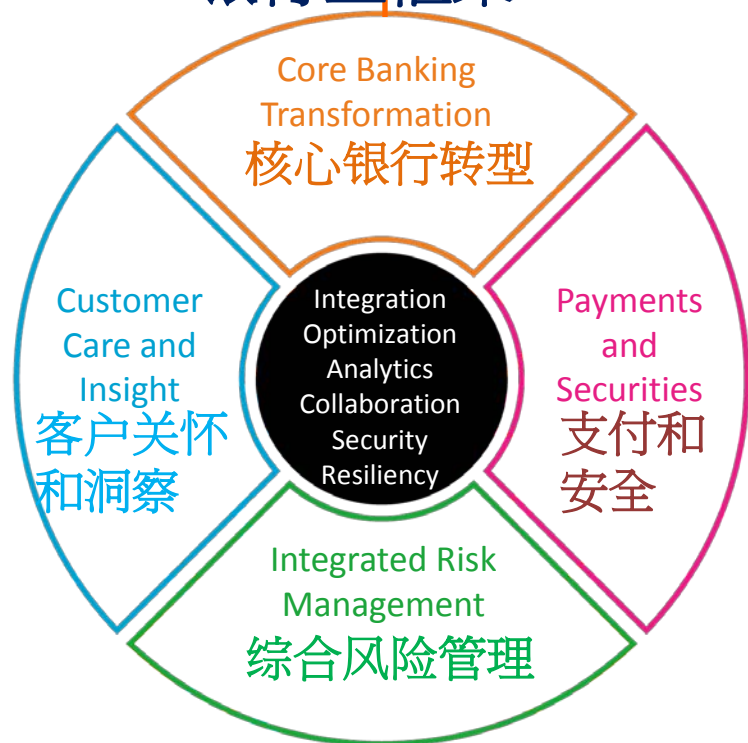 Core Banking
Transformation
核心银行转型
Customer
Care and
Insight
客户关怀
和洞察
Integration
Optimization
Analytics
Collaboration
Security
Resiliency
Payments
and
Securities
支付和
安全
Integrated Risk
Management
综合风险管理